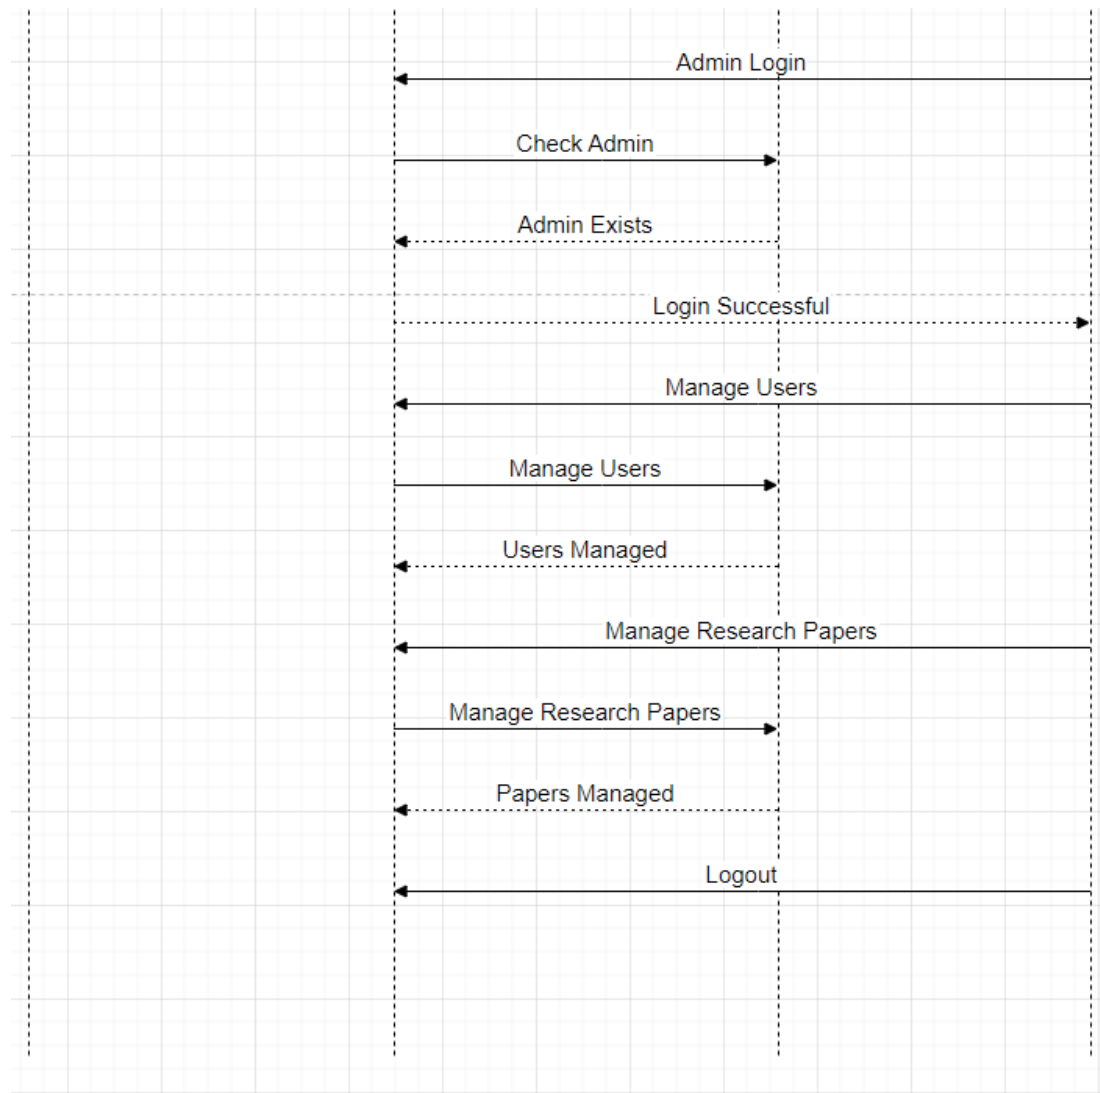 Admin Login
Check Admin
Admin Exists
Login Successful
Manage Users
Manage Users
Users Managed
Manage Research Papers
Manage Research Papers
Papers Managed
Logout